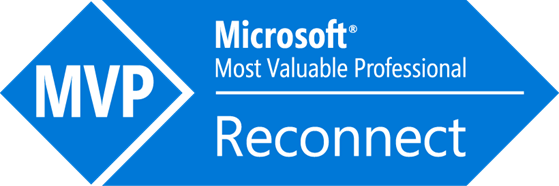 MVP
Microsoft®
Most Valuable Professional
Reconnect